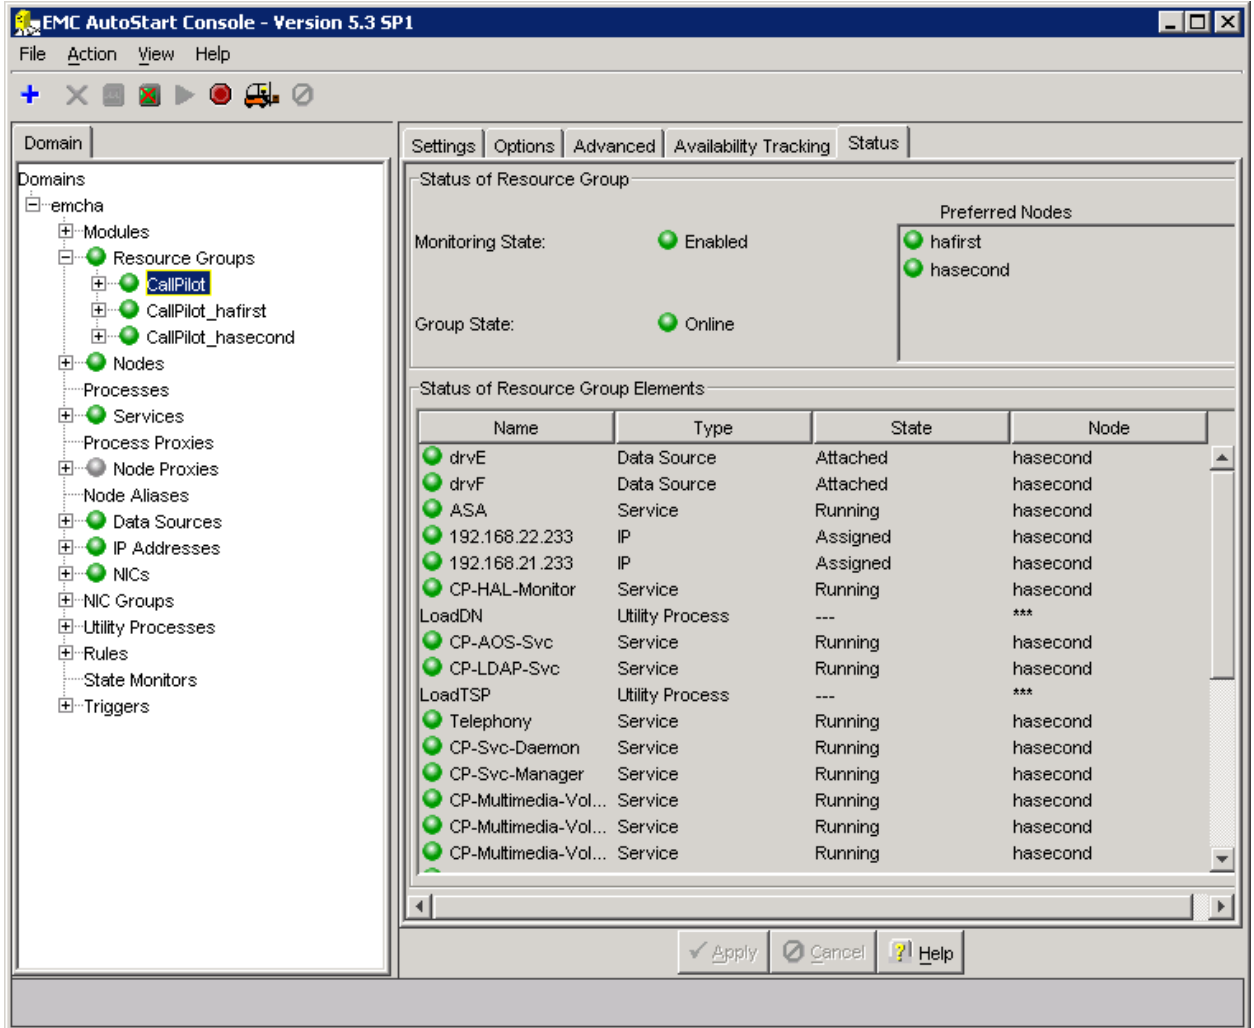 EMC AutoStart Console - Version 5.3 SP1
File Action View Help
Domain
Domains
emcha
Modules
Resource Groups
CallPilot
CallPilot_hafirst
CallPilot_hasecond
Nodes
Processes
Services
Process Proxies
Node Proxies
Node Aliases
Data Sources
IP Addresses
NICs
NIC Groups
Utility Processes
Rules
State Monitors
Triggers
Settings Options Advanced Availability Tracking Status
Status of Resource Group
Preferred Nodes
Monitoring State: Enabled
hafirst
hasecond
Group State: Online
Status of Resource Group Elements
Name Type State Node
drvE Data Source Attached hasecond
drvF Data Source Attached hasecond
ASA Service Running hasecond
192.168.22.233 IP Assigned hasecond
192.168.21.233 IP Assigned hasecond
CP-HAL-Monitor Service Running hasecond
LoadDN Utility Process --- ***
CP-AOS-Svc Service Running hasecond
CP-LDAP-Svc Service Running hasecond
LoadTSP Utility Process --- ***
Telephony Service Running hasecond
CP-Svc-Daemon Service Running hasecond
CP-Svc-Manager Service Running hasecond
CP-Multimedia-Vol... Service Running hasecond
CP-Multimedia-Vol... Service Running hasecond
CP-Multimedia-Vol... Service Running hasecond
Apply Cancel Help